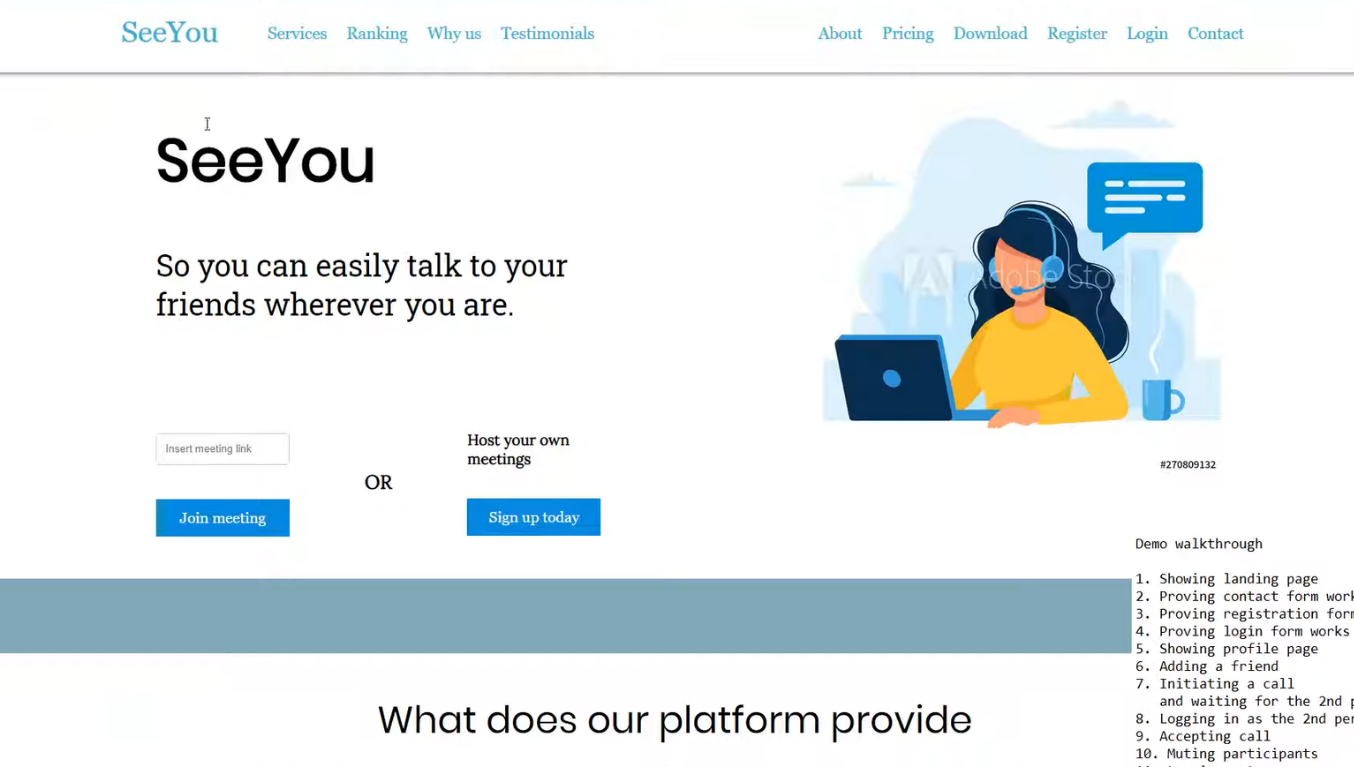 SeeYou Services Ranking Why us Testimonials About Pricing Download Register Login Contact
SeeYou
So you can easily talk to your
friends wherever you are.
Adobe Stock
#270809132
Insert meeting link
OR
Host your own
meetings
Join meeting
Sign up today
What does our platform provide
Demo walkthrough
1. Showing landing page
2. Proving contact form work
3. Proving registration form
4. Proving login form works
5. Showing profile page
6. Adding a friend
7. Initiating a call
and waiting for the 2nd p
8. Logging in as the 2nd per
9. Accepting call
10. Muting participants